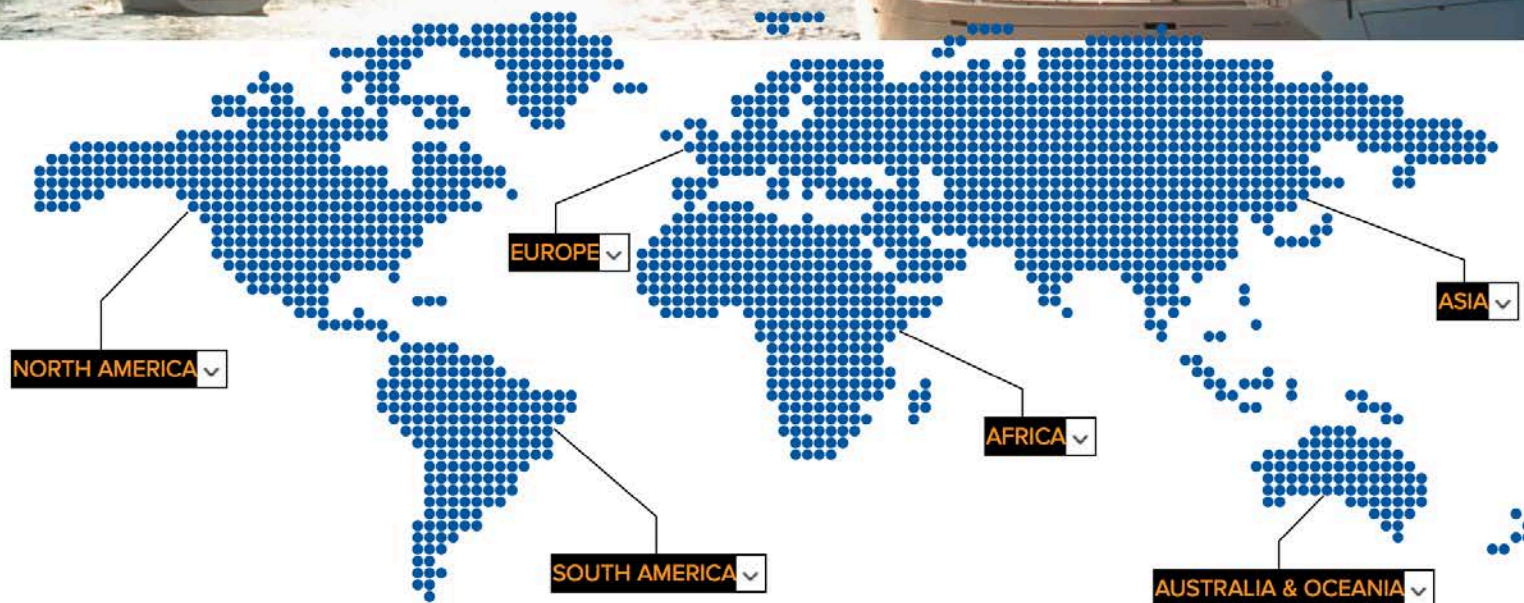 EUROPE
ASIA
NORTH AMERICA
AFRICA
SOUTH AMERICA
AUSTRALIA & OCEANIA